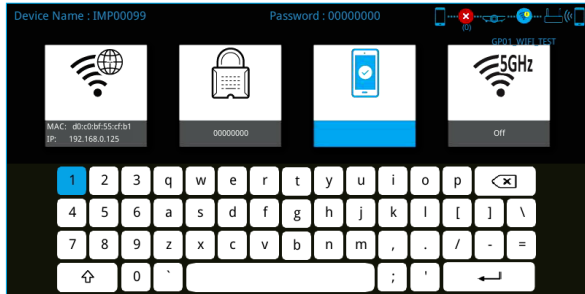 Device Name : IMP00099 Password : 00000000
(0)
GP01_WIFI_TEST
5GHz
MAC: d0:c0:bf:55:cf:b1
IP: 192.168.0.125
00000000
Off
1 2 3 q w e r t y u i o p
4 5 6 a s d f g h j k l [ ] \
7 8 9 z x c v b n m , . / - =
0 ` ; '